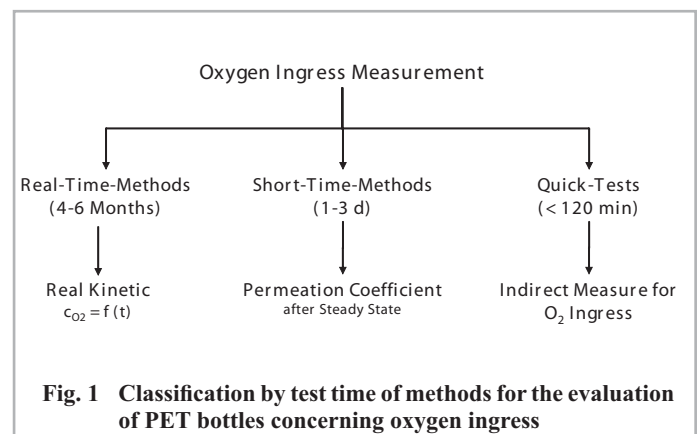 Oxygen Ingress Measurement
Real-Time-Methods
(4-6 Months)
Short-Time-Methods
(1-3 d)
Quick-Tests
(< 120 min)
Real Kinetic
cO2 = f (t)
Permeation Coefficient
after Steady State
Indirect Measure for
O2 Ingress
Fig. 1 Classification by test time of methods for the evaluation
of PET bottles concerning oxygen ingress